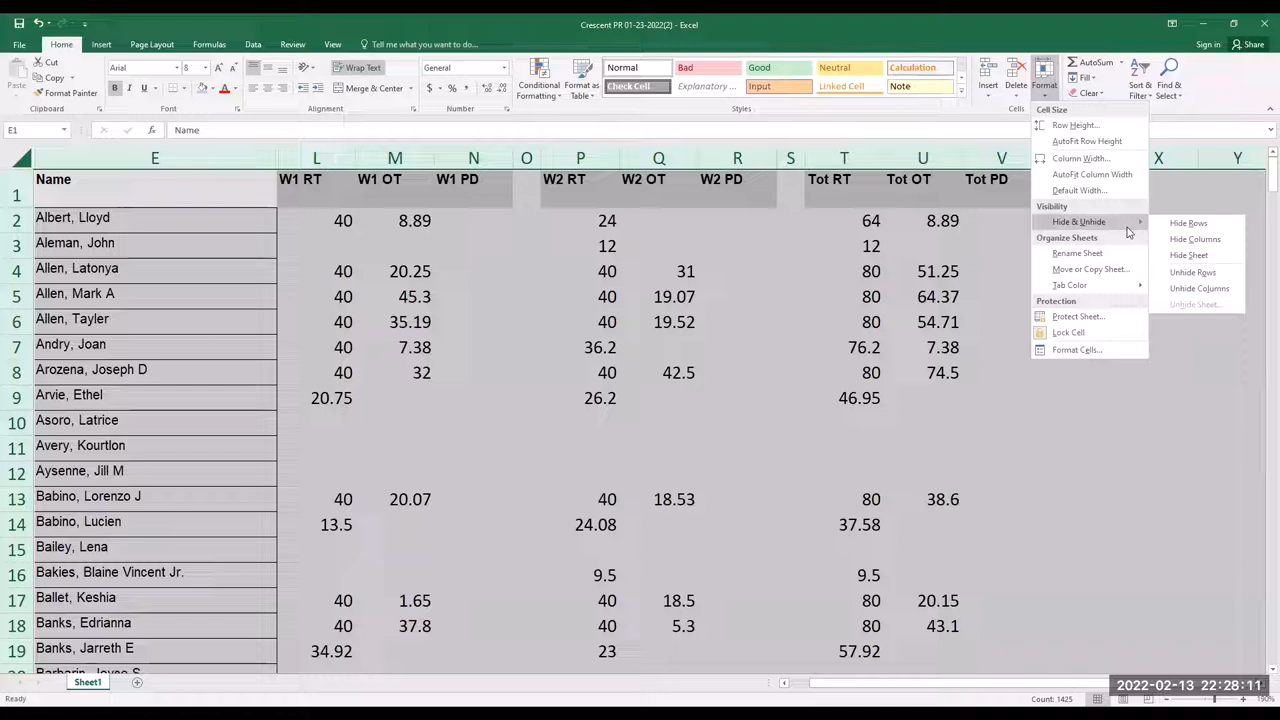 Crescent PR 01-23-2022(2) - Excel
File Home Insert Page Layout Formulas Data Review View Tell me what you want to do... Sign in Share
Cut
Copy
Format Painter
Paste
Clipboard
Arial 8
B I U
Font
Wrap Text
Merge & Center
Alignment
General
$ % ,
Number
Conditional Formatting
Format as Table
Normal Bad Good Neutral Calculation
Check Cell Explanatory ... Input Linked Cell Note
Styles
Insert Delete Format
Cells
AutoSum
Fill
Clear
Sort & Filter
Find & Select
Editing
E1 Name
E L M N O P Q R S T U V X Y
1 Name W1 RT W1 OT W1 PD W2 RT W2 OT W2 PD Tot RT Tot OT Tot PD
2 Albert, Lloyd 40 8.89 24 64 8.89
3 Aleman, John 12 12
4 Allen, Latonya 40 20.25 40 31 80 51.25
5 Allen, Mark A 40 45.3 40 19.07 80 64.37
6 Allen, Tayler 40 35.19 40 19.52 80 54.71
7 Andry, Joan 40 7.38 36.2 76.2 7.38
8 Arozena, Joseph D 40 32 40 42.5 80 74.5
9 Arvie, Ethel 20.75 26.2 46.95
10 Asoro, Latrice
11 Avery, Kourtlon
12 Aysenne, Jill M
13 Babino, Lorenzo J 40 20.07 40 18.53 80 38.6
14 Babino, Lucien 13.5 24.08 37.58
15 Bailey, Lena
16 Bakies, Blaine Vincent Jr. 9.5 9.5
17 Ballet, Keshia 40 1.65 40 18.5 80 20.15
18 Banks, Edrianna 40 37.8 40 5.3 80 43.1
19 Banks, Jarreth E 34.92 23 57.92
Barbarin, Joyce S
Cell Size
Row Height...
AutoFit Row Height
Column Width...
AutoFit Column Width
Default Width...
Visibility
Hide & Unhide
Organize Sheets
Rename Sheet
Move or Copy Sheet...
Tab Color
Protection
Protect Sheet...
Lock Cell
Format Cells...
Hide Rows
Hide Columns
Hide Sheet
Unhide Rows
Unhide Columns
Unhide Sheet...
Sheet1
2022-02-13 22:28:11
Ready Count: 1425 190%